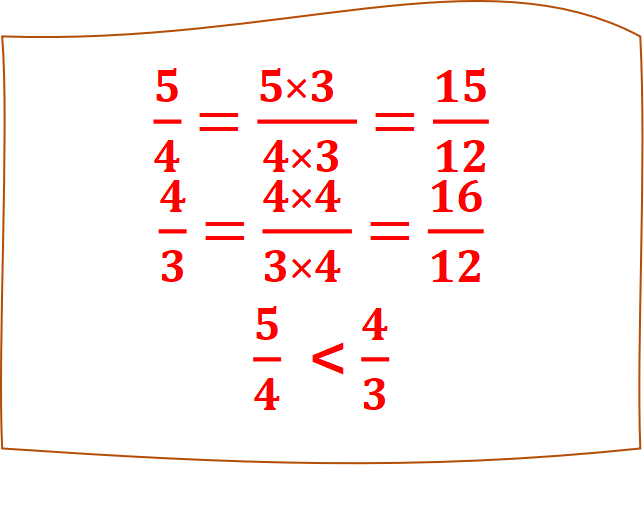 5/4 = 5×3/4×3 = 15/12
4/3 = 4×4/3×4 = 16/12
5/4 < 4/3